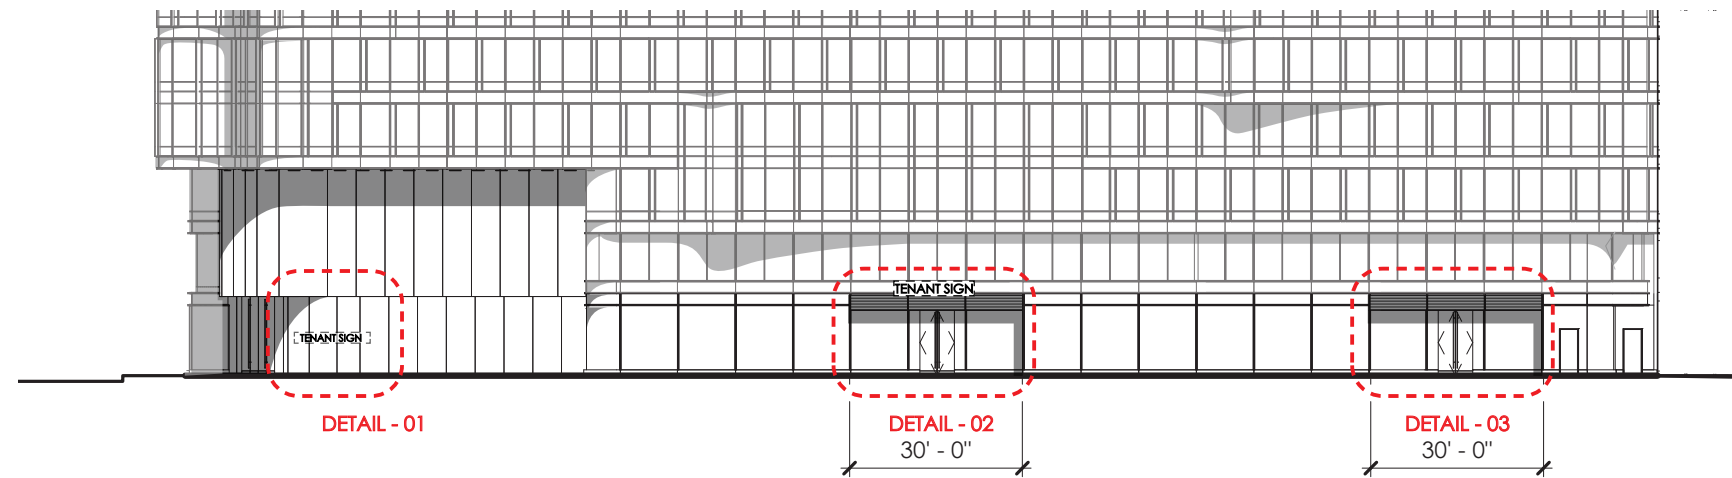 TENANT SIGN
TENANT SIGN
DETAIL - 01
DETAIL - 02
30' - 0"
DETAIL - 03
30' - 0"